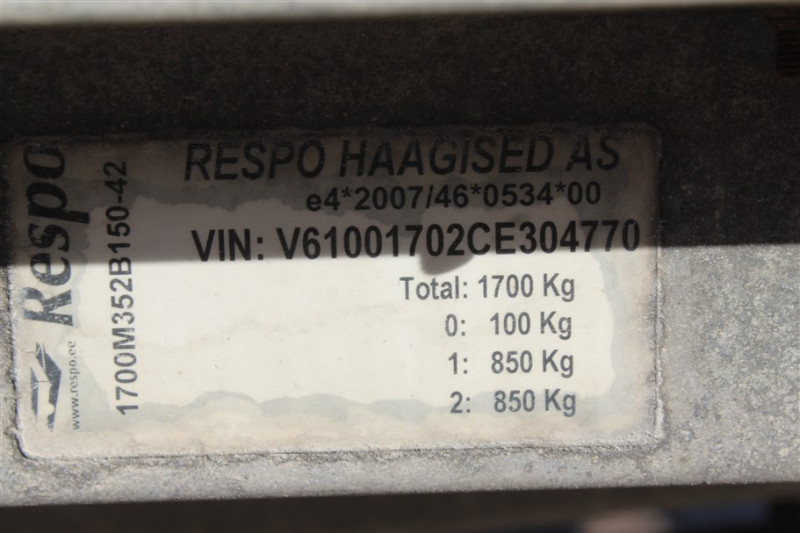 Respo
www.respo.ee
1700M352B150-42
RESPO HAAGISED AS
e4*2007/46*0534*00
VIN: V61001702CE304770
Total: 1700 Kg
0: 100 Kg
1: 850 Kg
2: 850 Kg